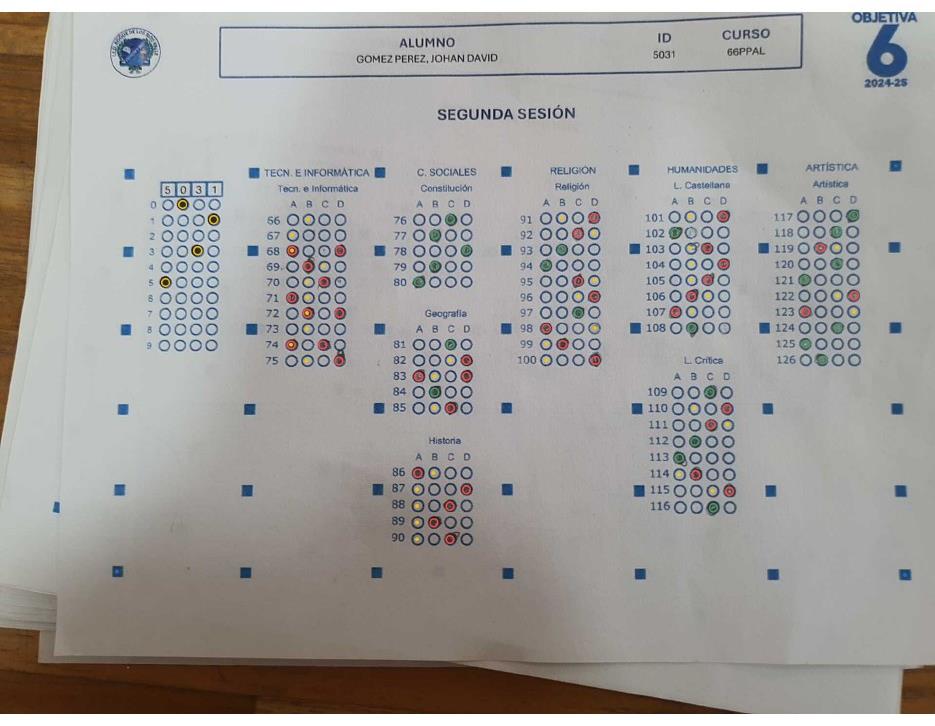 OBJETIVA
6
2024-25
ALUMNO ID CURSO
GOMEZ PEREZ, JOHAN DAVID 5031 66PPAL
SEGUNDA SESIÓN
5 0 3 1
0
1
2
3
4
5
6
7
8
9
TECN. E INFORMÁTICA
Tecn. e Informática
A B C D
66
67
68
69
70
71
72
73
74
75
C. SOCIALES
Constitución
A B C D
76
77
78
79
80
Geografía
A B C D
81
82
83
84
85
Historia
A B C D
86
87
88
89
90
RELIGIÓN
Religión
A B C D
91
92
93
94
95
96
97
98
99
100
HUMANIDADES
L. Castellana
A B C D
101
102
103
104
105
106
107
108
L. Crítica
A B C D
109
110
111
112
113
114
115
116
ARTÍSTICA
Artística
A B C D
117
118
119
120
121
122
123
124
125
126